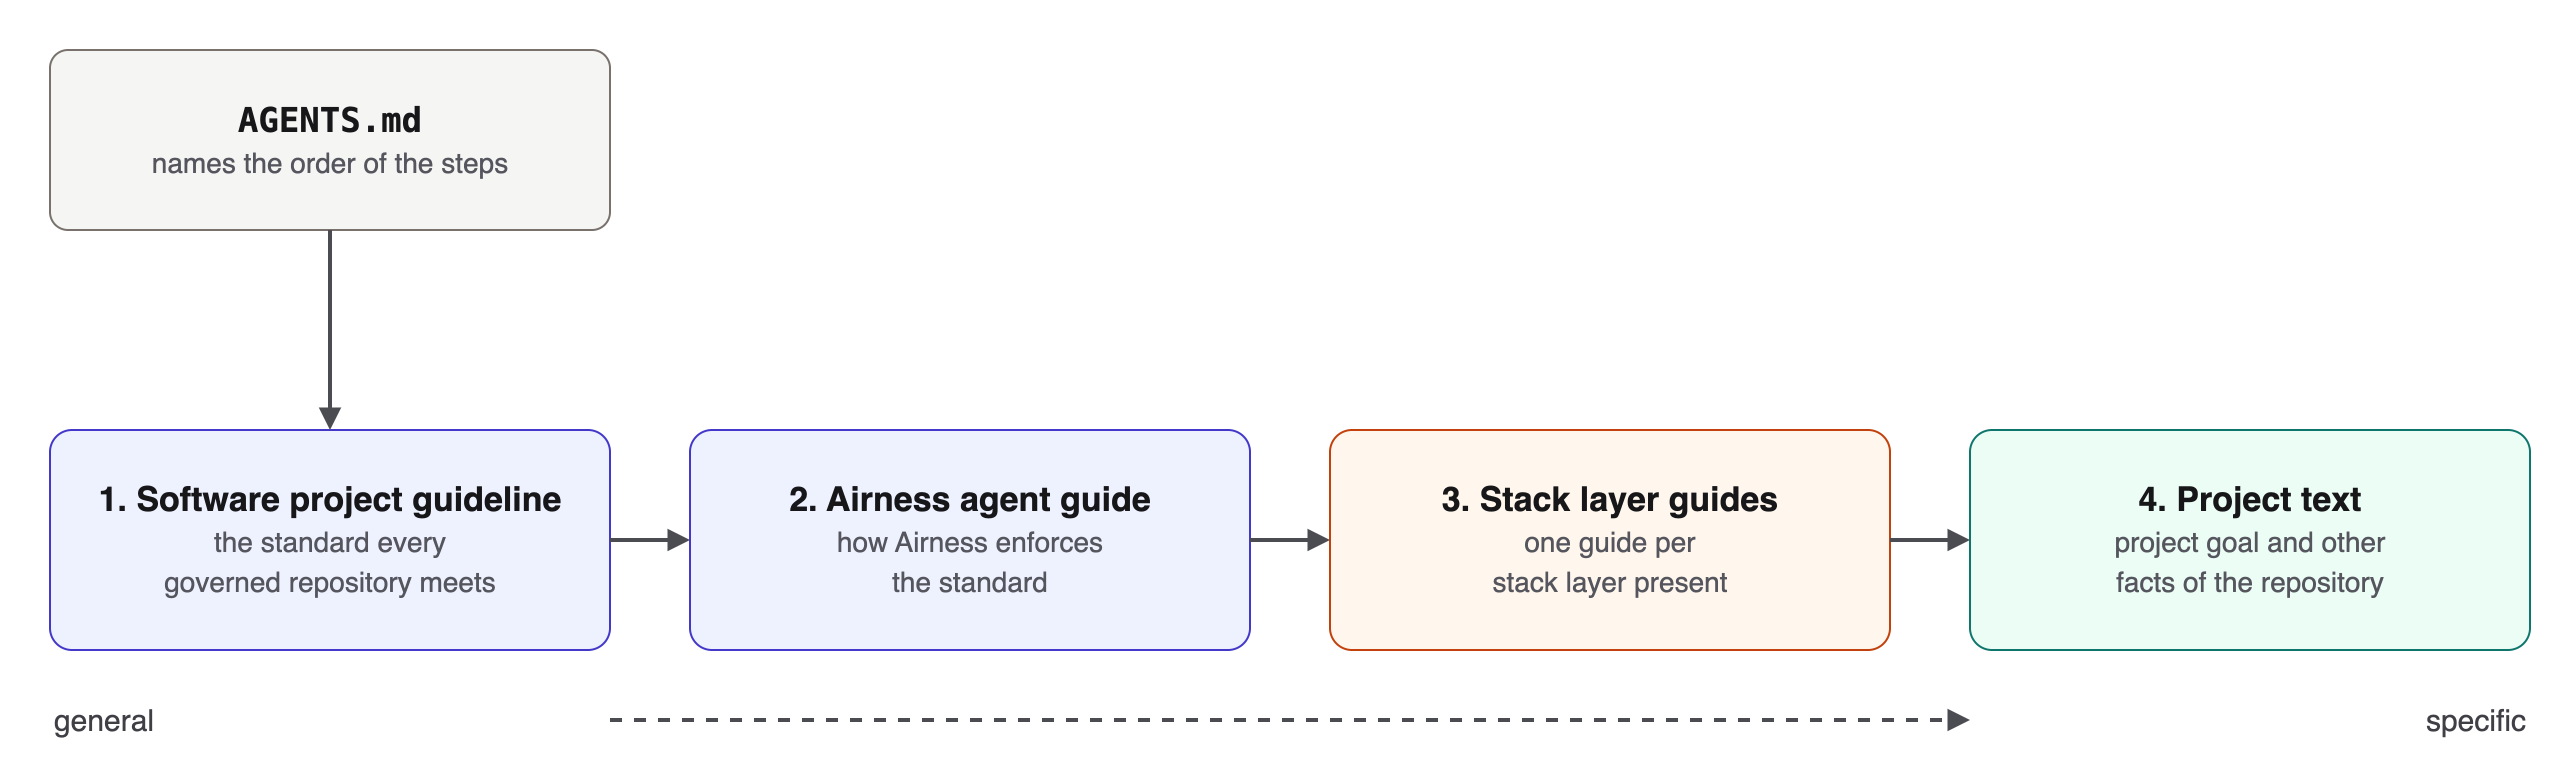 AGENTS.md
names the order of the steps
1. Software project guideline
the standard every
governed repository meets
2. Airness agent guide
how Airness enforces
the standard
3. Stack layer guides
one guide per
stack layer present
4. Project text
project goal and other
facts of the repository
general
specific